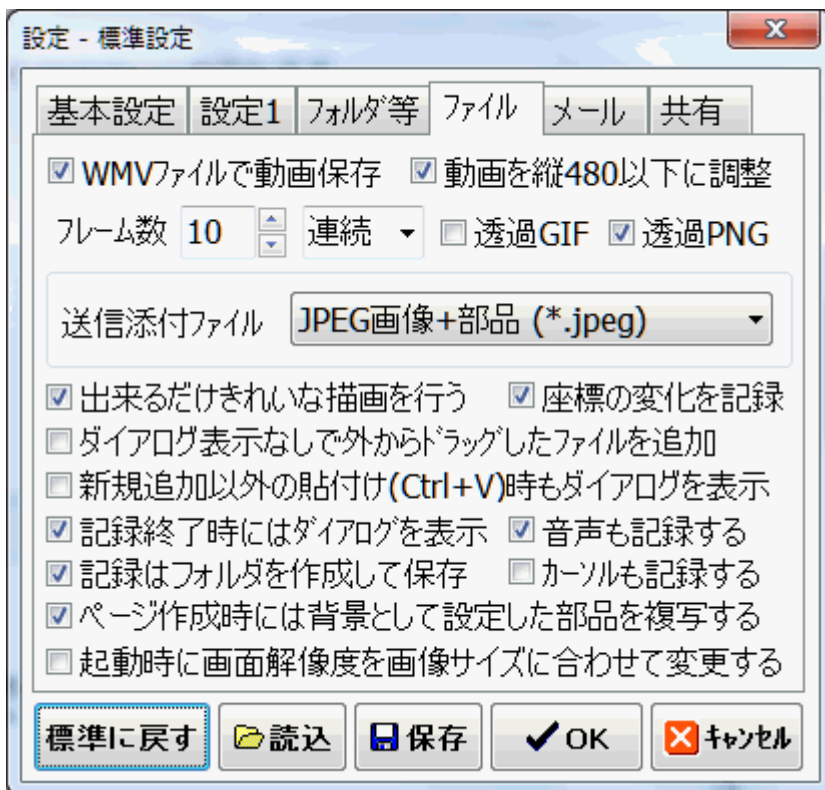 設定 - 標準設定
基本設定 設定1 フォルダ等 ファイル メール 共有
WMVファイルで動画保存 動画を縦480以下に調整
フレーム数 10 連続 透過GIF 透過PNG
送信添付ファイル JPEG画像+部品 (*.jpeg)
出来るだけきれいな描画を行う 座標の変化を記録
ダイアログ表示なしで外からドラッグしたファイルを追加
新規追加以外の貼付け(Ctrl+V)時もダイアログを表示
記録終了時にはダイアログを表示 音声も記録する
記録はフォルダを作成して保存 カーソルも記録する
ページ作成時には背景として設定した部品を複写する
起動時に画面解像度を画像サイズに合わせて変更する
標準に戻す 読込 保存 OK キャンセル